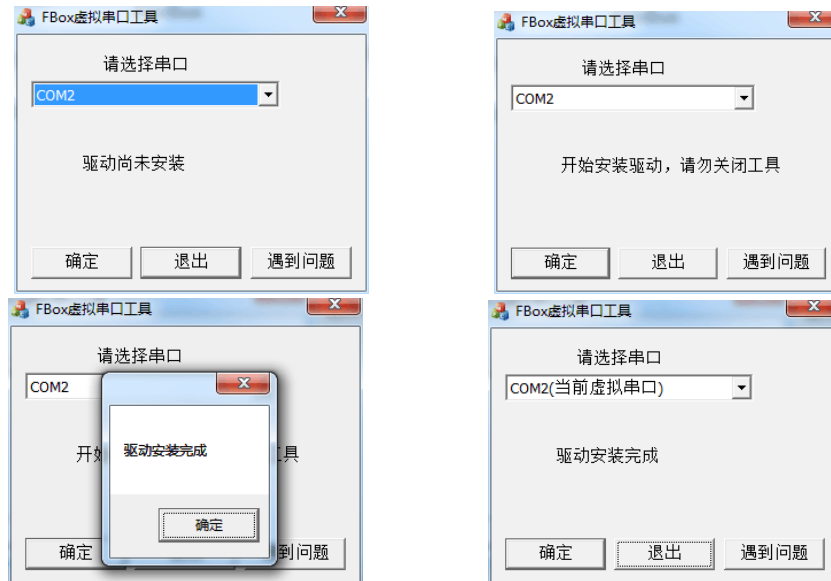 FBox虚拟串口工具
请选择串口
COM2
驱动尚未安装
确定 退出 遇到问题
FBox虚拟串口工具
请选择串口
COM2
开始安装驱动，请勿关闭工具
确定 退出 遇到问题
FBox虚拟串口工具
请选择串口
COM2
开始
具
驱动安装完成
确定
确定
到问题
FBox虚拟串口工具
请选择串口
COM2(当前虚拟串口)
驱动安装完成
确定 退出 遇到问题